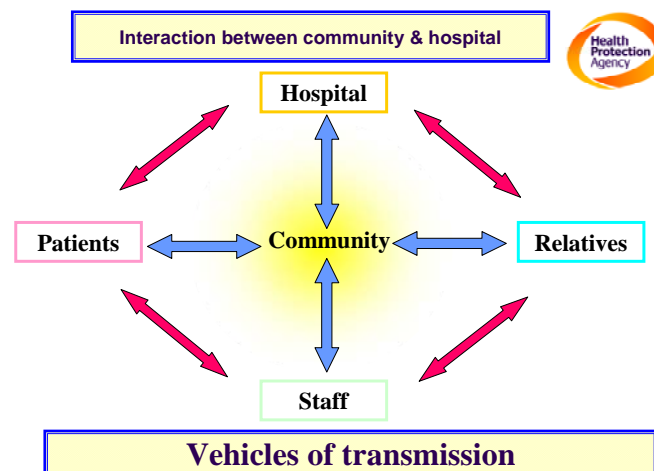 Interaction between community & hospital
Health
Protection
Agency
Hospital
Patients
Community
Relatives
Staff
Vehicles of transmission